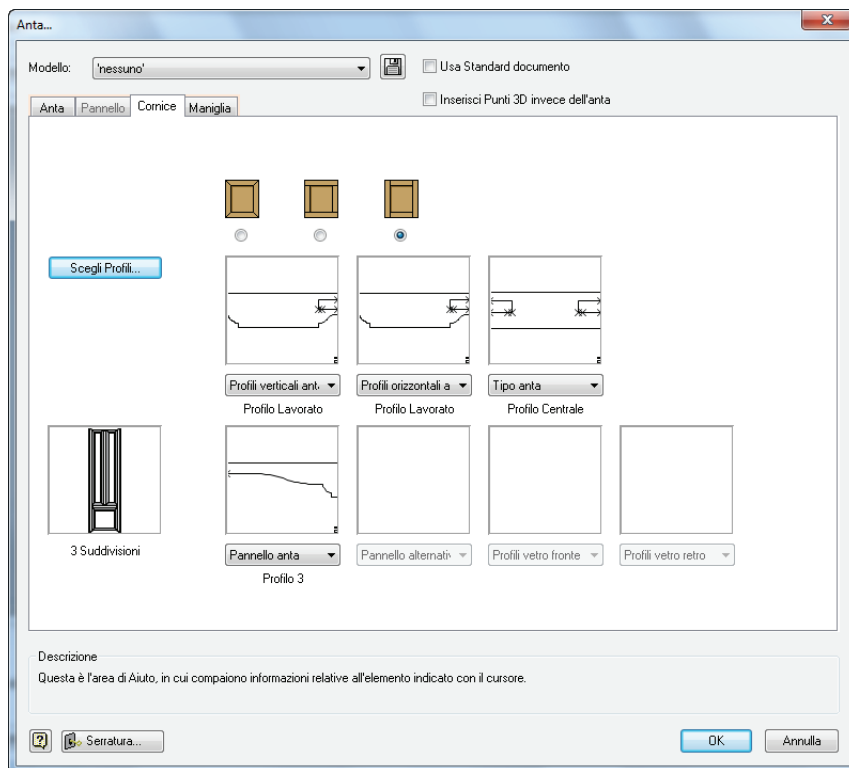 Anta...
Modello:
'nessuno'
Usa Standard documento
Inserisci Punti 3D invece dell'anta
Anta
Pannello
Cornice
Maniglia
Scegli Profili...
Profili verticali ant.
Profili orizzontali a
Tipo anta
Profilo Lavorato
Profilo Lavorato
Profilo Centrale
3 Suddivisioni
Pannello anta
Pannello alternativ
Profili vetro fronte
Profili vetro retro
Profilo 3
Descrizione
Questa è l'area di Aiuto, in cui compaiono informazioni relative all'elemento indicato con il cursore.
Serratura...
OK
Annulla